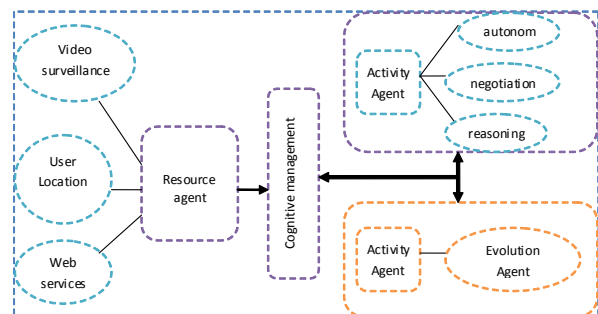 Video
surveillance
User
Location
Web
services
Resource
agent
Cognitive management
Activity
Agent
autonom
negotiation
reasoning
Activity
Agent
Evolution
Agent